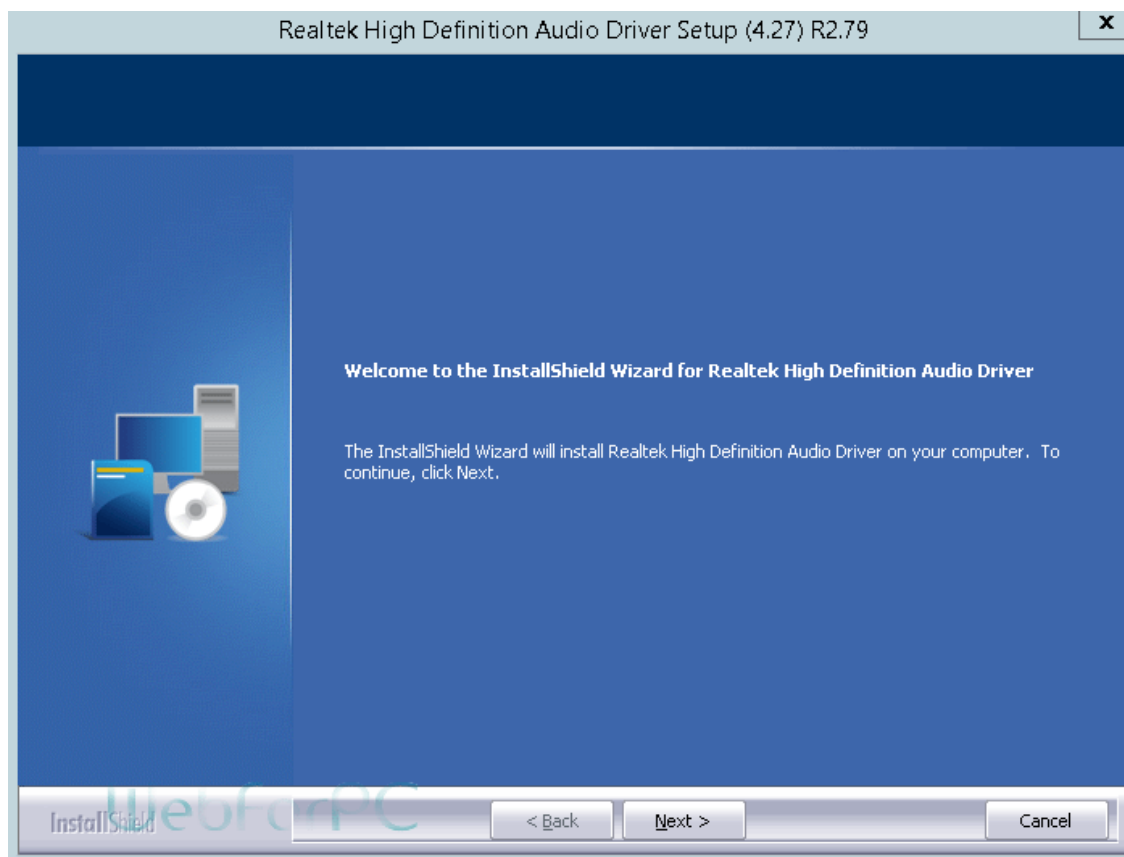 Realtek High Definition Audio Driver Setup (4.27) R2.79
x
Welcome to the InstallShield Wizard for Realtek High Definition Audio Driver
The InstallShield Wizard will install Realtek High Definition Audio Driver on your computer. To
continue, click Next.
InstallShield
WebForPC
< Back
Next >
Cancel